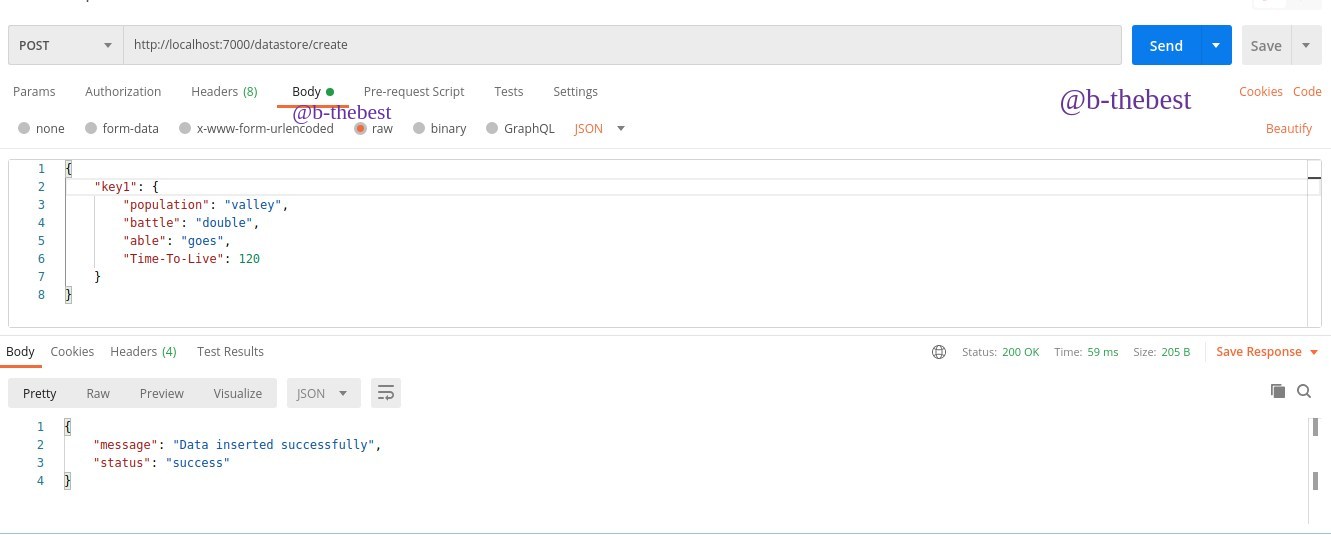 POST http://localhost:7000/datastore/create Send Save
Params Authorization Headers (8) Body Pre-request Script Tests Settings Cookies Code
@b-thebest @b-thebest
none form-data x-www-form-urlencoded raw binary GraphQL JSON Beautify
1 {
2 "key1": {
3 "population": "valley",
4 "battle": "double",
5 "able": "goes",
6 "Time-To-Live": 120
7 }
8 }
Body Cookies Headers (4) Test Results Status: 200 OK Time: 59 ms Size: 205 B Save Response
Pretty Raw Preview Visualize JSON
1 {
2 "message": "Data inserted successfully",
3 "status": "success"
4 }